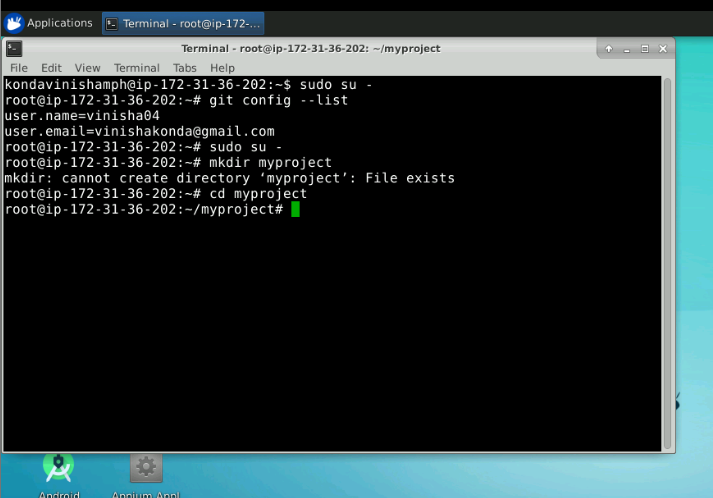 Applications
Terminal - root@ip-172-...
Terminal - root@ip-172-31-36-202: ~/myproject
File Edit View Terminal Tabs Help
kondavinishamph@ip-172-31-36-202:~$ sudo su -
root@ip-172-31-36-202:~# git config --list
user.name=vinisha04
user.email=vinishakonda@gmail.com
root@ip-172-31-36-202:~# sudo su -
root@ip-172-31-36-202:~# mkdir myproject
mkdir: cannot create directory ‘myproject’: File exists
root@ip-172-31-36-202:~# cd myproject
root@ip-172-31-36-202:~/myproject#
Android Appium Appl